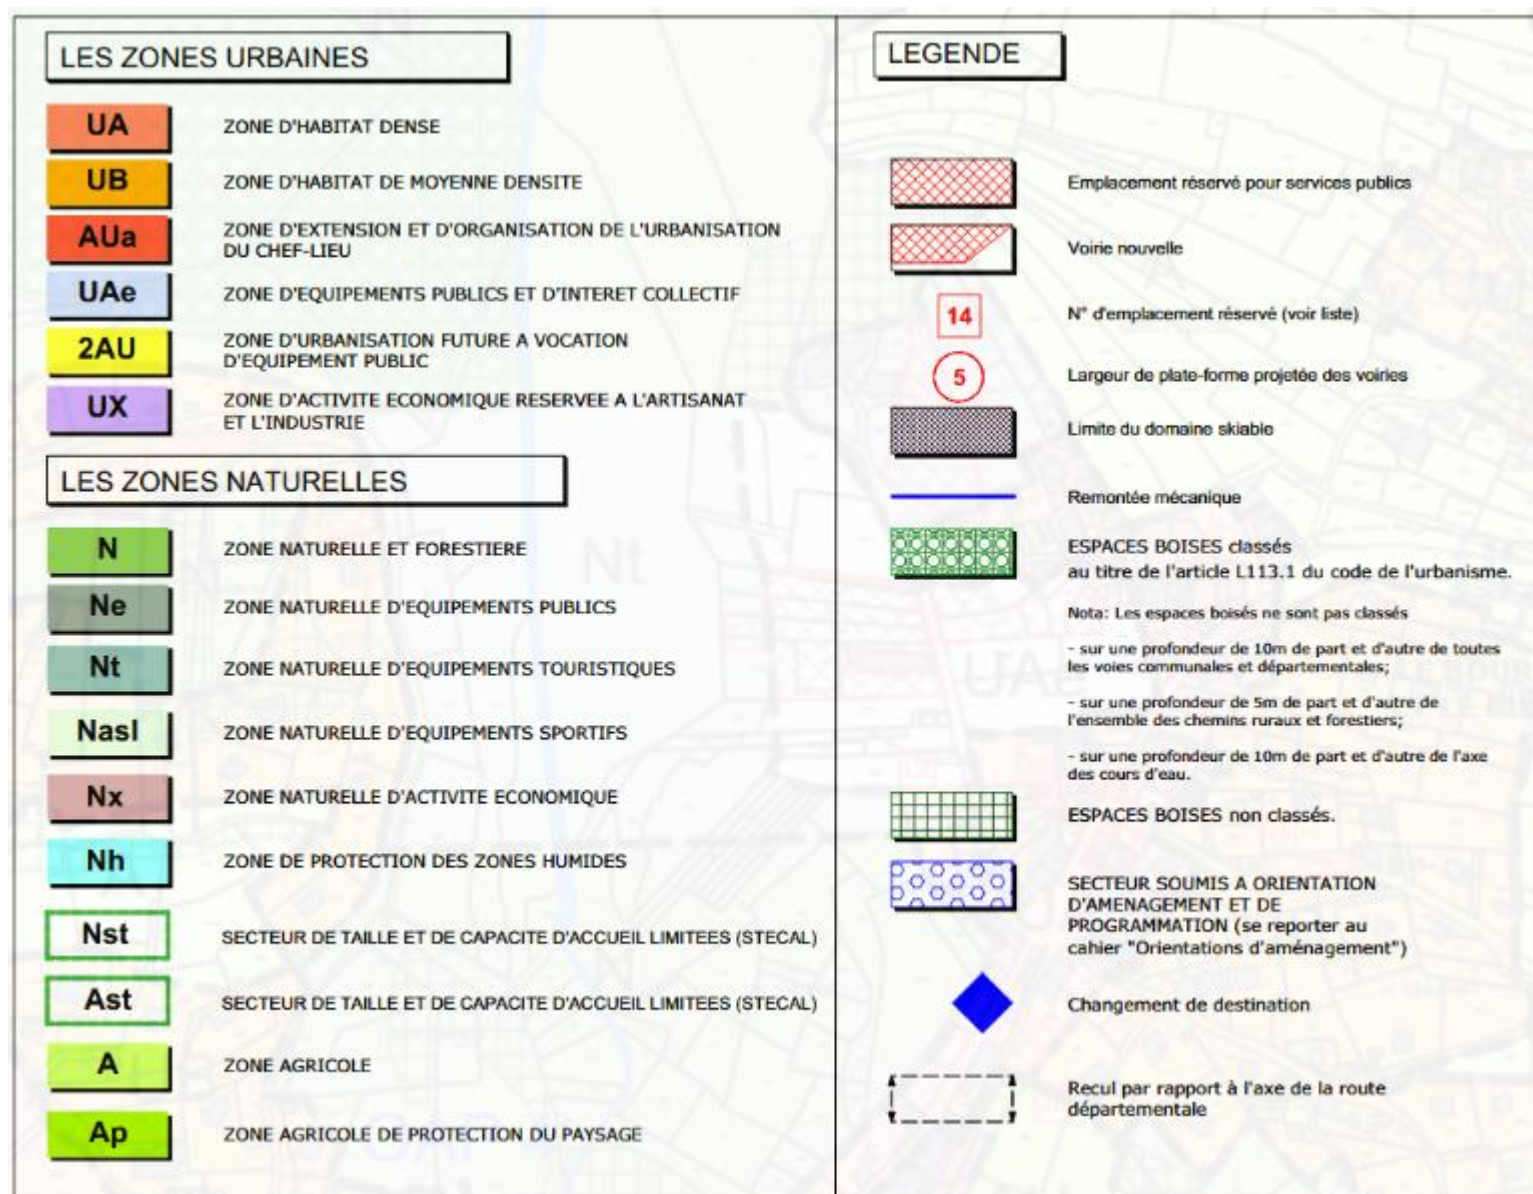 LES ZONES URBAINES
UA ZONE D'HABITAT DENSE
UB ZONE D'HABITAT DE MOYENNE DENSITE
AUa ZONE D'EXTENSION ET D'ORGANISATION DE L'URBANISATION
DU CHEF-LIEU
UAe ZONE D'EQUIPEMENTS PUBLICS ET D'INTERET COLLECTIF
2AU ZONE D'URBANISATION FUTURE A VOCATION
D'EQUIPEMENT PUBLIC
UX ZONE D'ACTIVITE ECONOMIQUE RESERVEE A L'ARTISANAT
ET L'INDUSTRIE
LES ZONES NATURELLES
N ZONE NATURELLE ET FORESTIERE
Ne ZONE NATURELLE D'EQUIPEMENTS PUBLICS
Nt ZONE NATURELLE D'EQUIPEMENTS TOURISTIQUES
Nasl ZONE NATURELLE D'EQUIPEMENTS SPORTIFS
Nx ZONE NATURELLE D'ACTIVITE ECONOMIQUE
Nh ZONE DE PROTECTION DES ZONES HUMIDES
Nst SECTEUR DE TAILLE ET DE CAPACITE D'ACCUEIL LIMITEES (STECAL)
Ast SECTEUR DE TAILLE ET DE CAPACITE D'ACCUEIL LIMITEES (STECAL)
A ZONE AGRICOLE
Ap ZONE AGRICOLE DE PROTECTION DU PAYSAGE
Nt
UAe
LEGENDE
Emplacement réservé pour services publics
Voirie nouvelle
14 N° d'emplacement réservé (voir liste)
5 Largeur de plate-forme projetée des voiries
Limite du domaine skiable
Remontée mécanique
ESPACES BOISES classés
au titre de l'article L113.1 du code de l'urbanisme.
Nota: Les espaces boisés ne sont pas classés
- sur une profondeur de 10m de part et d'autre de toutes
les voies communales et départementales;
- sur une profondeur de 5m de part et d'autre de
l'ensemble des chemins ruraux et forestiers;
- sur une profondeur de 10m de part et d'autre de l'axe
des cours d'eau.
ESPACES BOISES non classés.
SECTEUR SOUMIS A ORIENTATION
D'AMENAGEMENT ET DE
PROGRAMMATION (se reporter au
cahier "Orientations d'aménagement")
Changement de destination
Recul par rapport à l'axe de la route
départementale